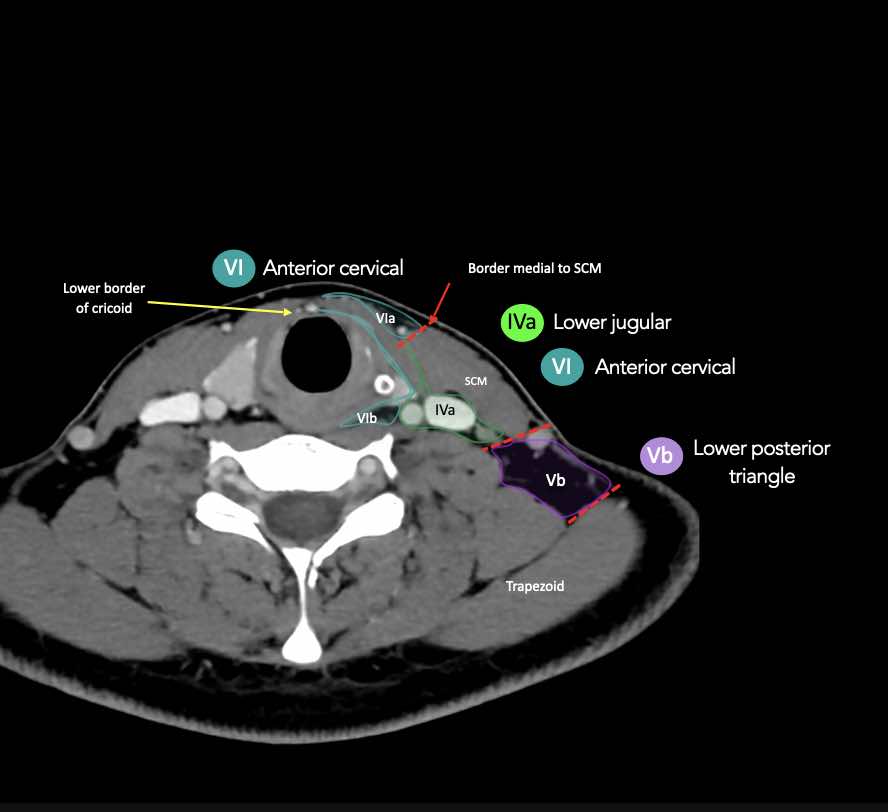 VI Anterior cervical
Lower border
of cricoid
Border medial to SCM
VIa
IVa Lower jugular
VI Anterior cervical
SCM
IVa
VIb
Vb Lower posterior
triangle
Vb
Trapezoid